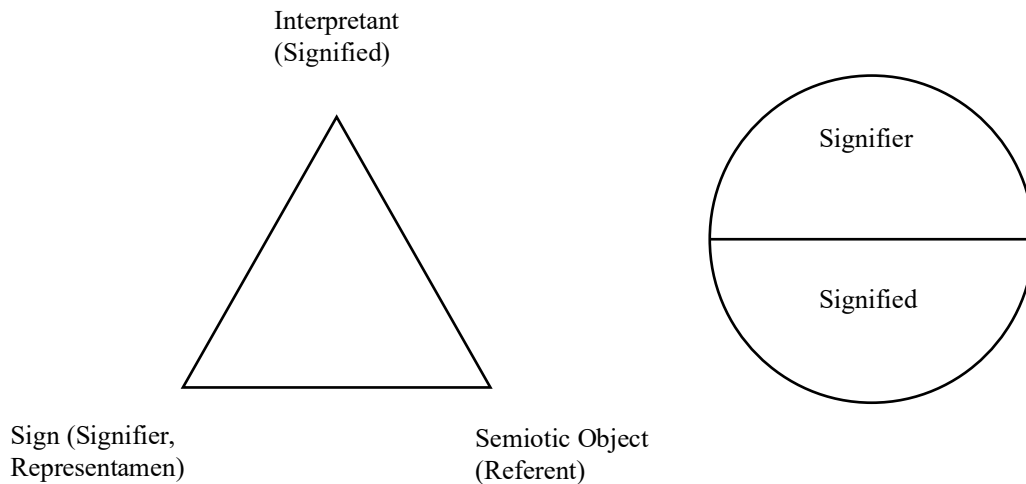 Interpretant
(Signified)
Signifier
Signified
Sign (Signifier,
Representamen)
Semiotic Object
(Referent)